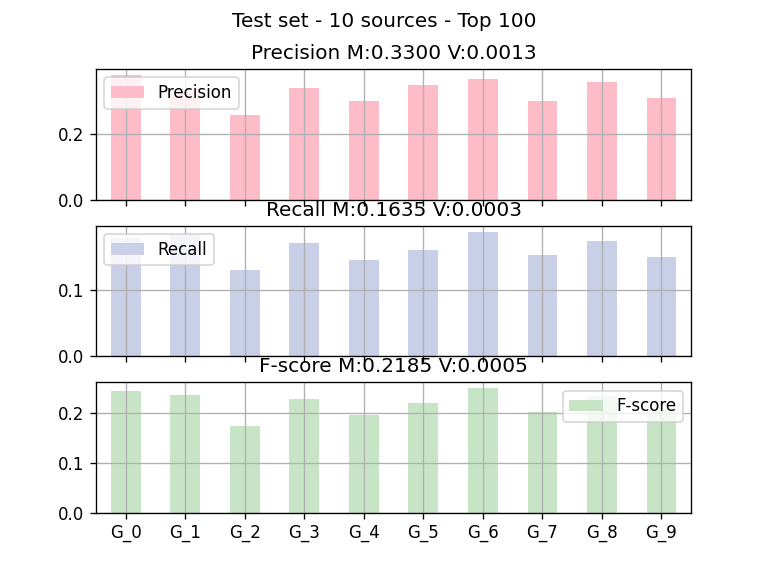 Test set - 10 sources - Top 100
Precision M:0.3300 V:0.0013
Precision
0.2
0.0
Recall M:0.1635 V:0.0003
Recall
0.1
0.0
F-score M:0.2185 V:0.0005
F-score
0.2
0.1
0.0
G_0 G_1 G_2 G_3 G_4 G_5 G_6 G_7 G_8 G_9